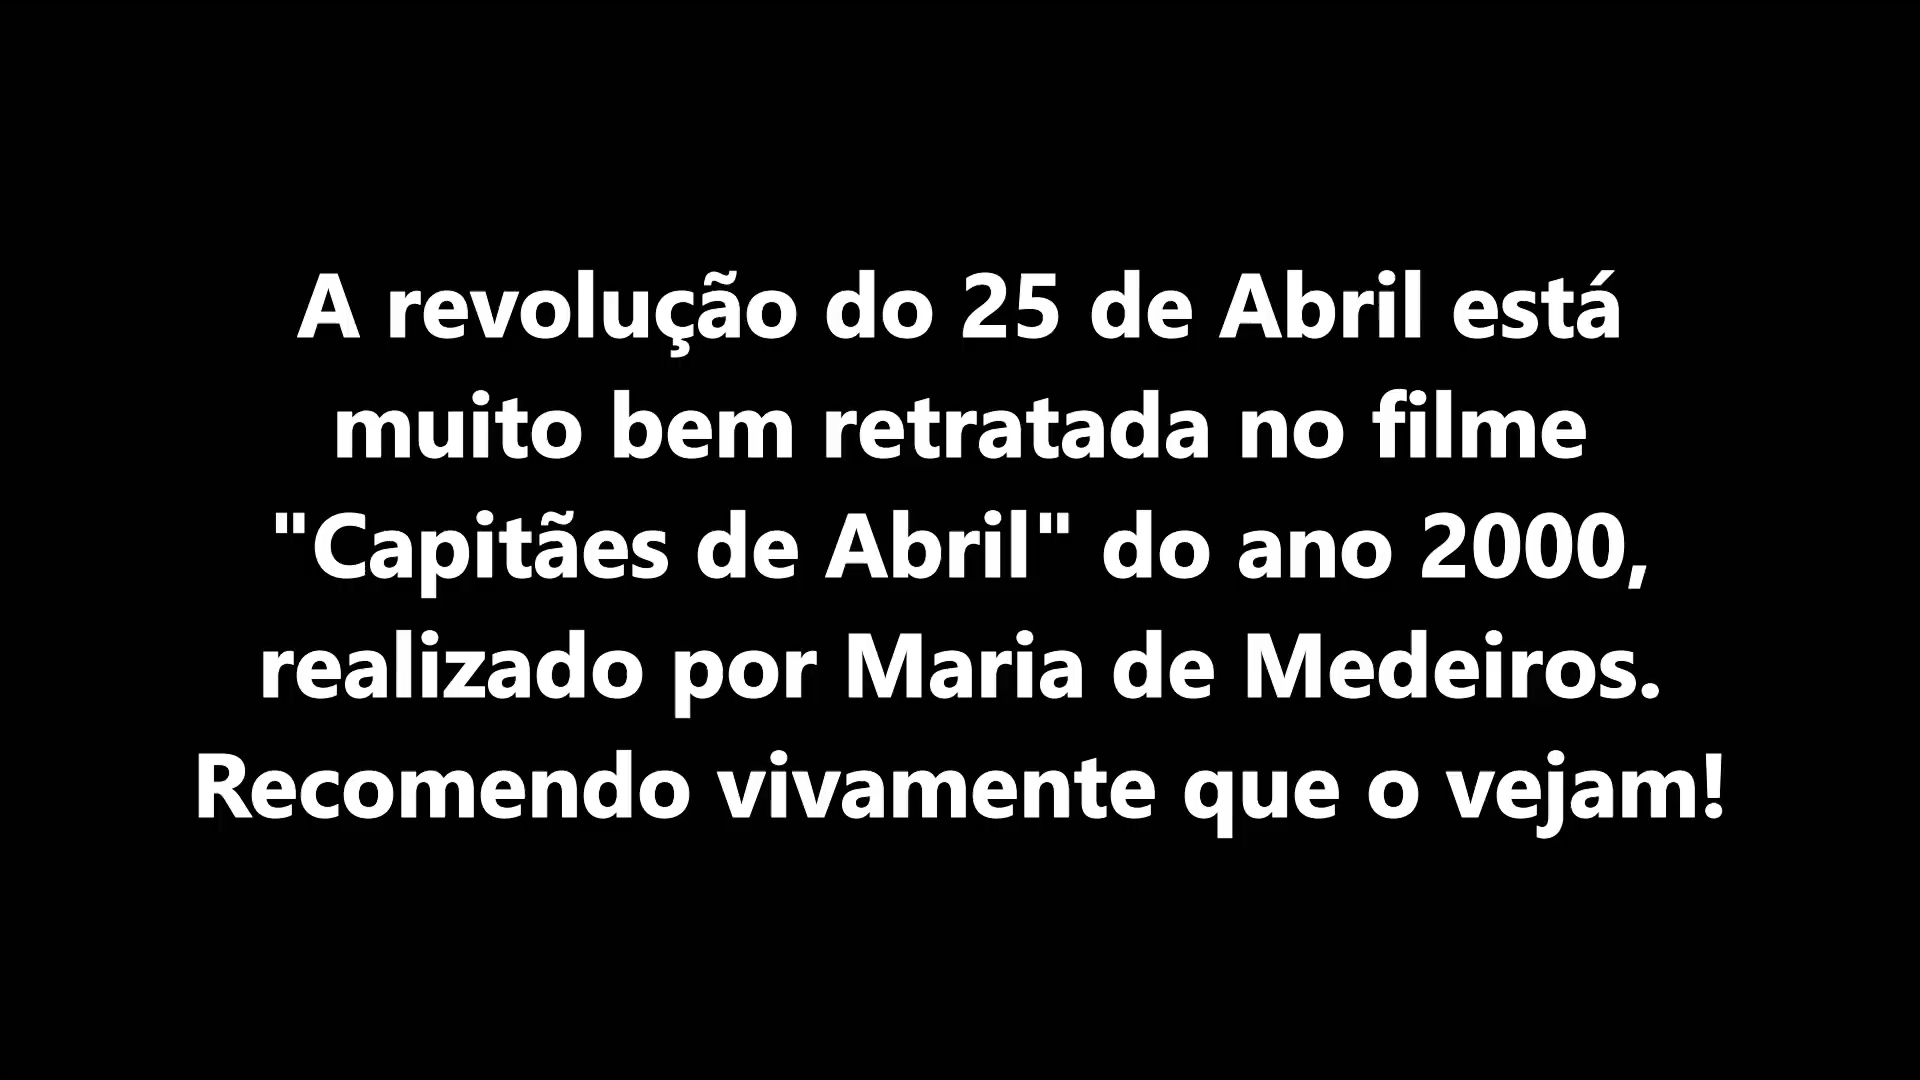 A revolução do 25 de Abril está
muito bem retratada no filme
"Capitães de Abril" do ano 2000,
realizado por Maria de Medeiros.
Recomendo vivamente que o vejam!